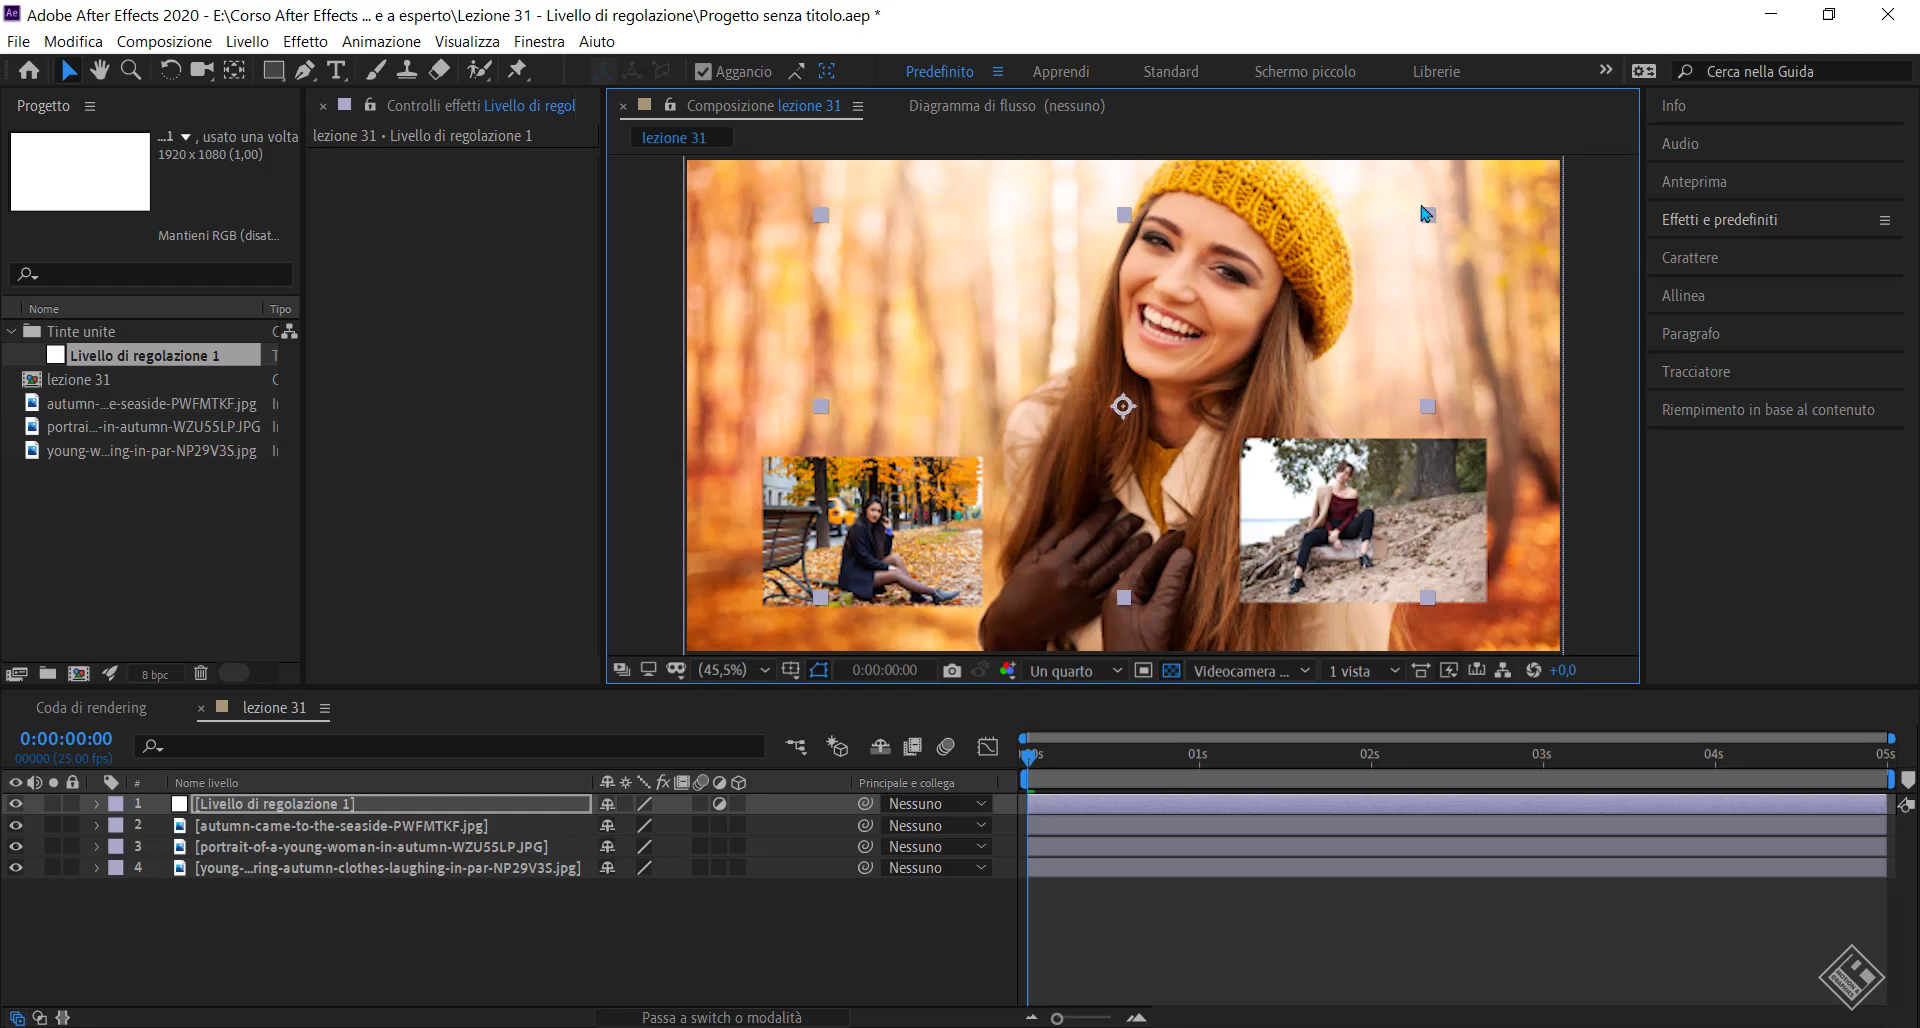 Adobe After Effects 2020 - E:\Corso After Effects ... e a esperto\Lezione 31 - Livello di regolazione\Progetto senza titolo.aep *
File Modifica Composizione Livello Effetto Animazione Visualizza Finestra Aiuto
Aggancio Predefinito Apprendi Standard Schermo piccolo Librerie Cerca nella Guida
Progetto
...1 , usato una volta
1920 x 1080 (1,00)
Mantieni RGB (disat...
Nome Tipo
Tinte unite
Livello di regolazione 1
lezione 31
autumn-...e-seaside-PWFMTKF.jpg
portrai...-in-autumn-WZU55LP.JPG
young-w...ing-in-par-NP29V3S.jpg
8 bpc
Controlli effetti Livello di regol
lezione 31 • Livello di regolazione 1
Composizione lezione 31
Diagramma di flusso (nessuno)
lezione 31
(45,5%) 0:00:00:00 Un quarto Videocamera ... 1 vista +0,0
Info
Audio
Anteprima
Effetti e predefiniti
Carattere
Allinea
Paragrafo
Tracciatore
Riempimento in base al contenuto
Coda di rendering lezione 31
0:00:00:00
00000 (25.00 fps)
01s 02s 03s 04s 05s
# Nome livello Principale e collega
1 [Livello di regolazione 1] Nessuno
2 [autumn-came-to-the-seaside-PWFMTKF.jpg] Nessuno
3 [portrait-of-a-young-woman-in-autumn-WZU55LP.JPG] Nessuno
4 [young-...ring-autumn-clothes-laughing-in-par-NP29V3S.jpg] Nessuno
Passa a switch o modalità